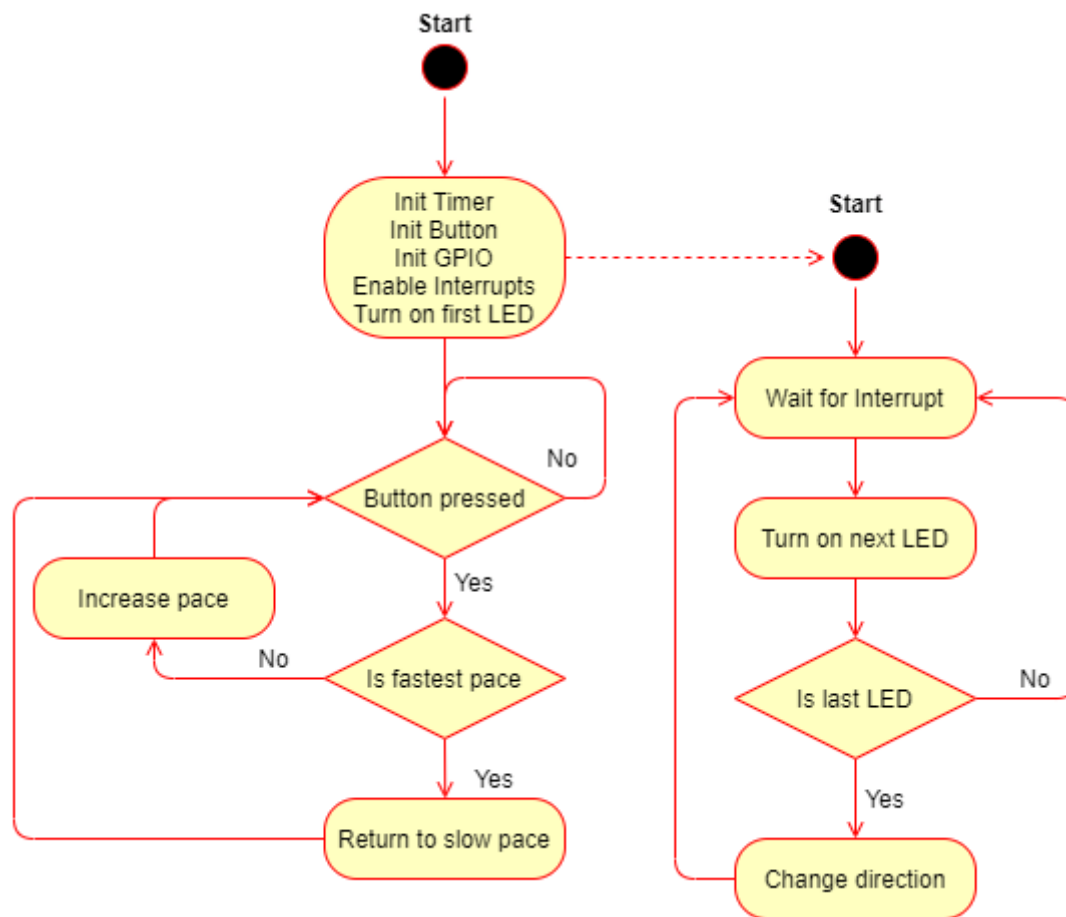 Start
Init Timer
Init Button
Init GPIO
Enable Interrupts
Turn on first LED
Button pressed
No
Yes
Increase pace
Is fastest pace
No
Yes
Return to slow pace
Start
Wait for Interrupt
Turn on next LED
Is last LED
No
Yes
Change direction